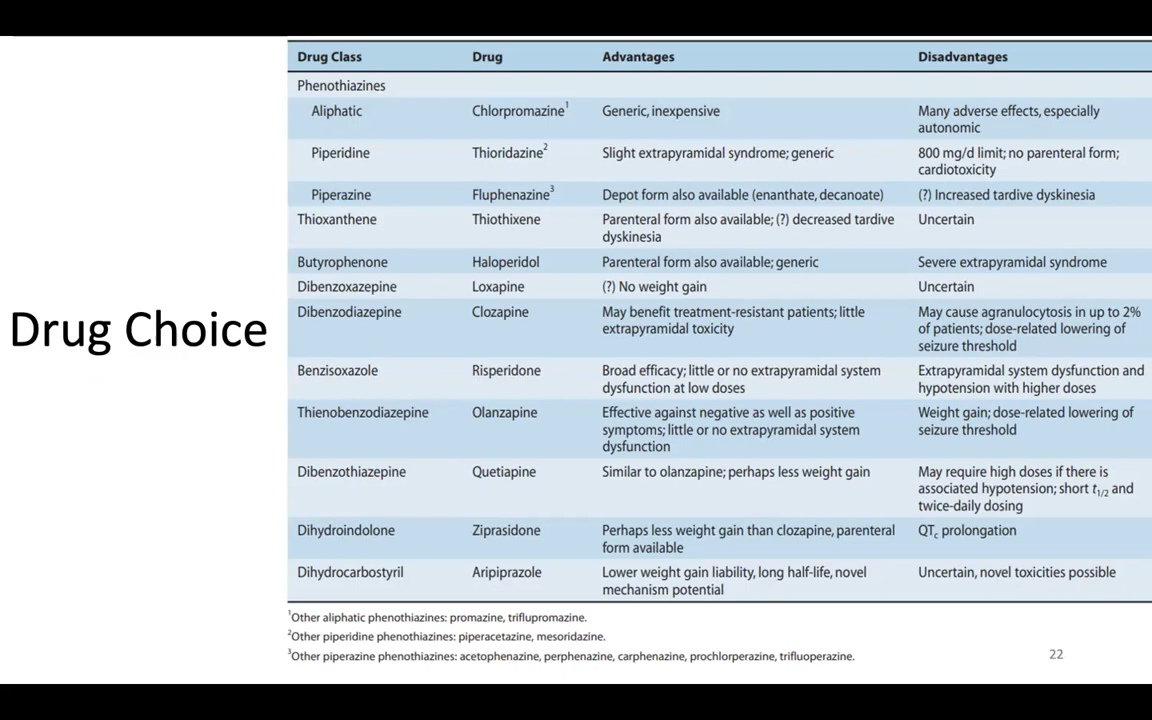 Drug Choice
Drug Class Drug Advantages Disadvantages
Phenothiazines
Aliphatic Chlorpromazine1 Generic, inexpensive Many adverse effects, especially
autonomic
Piperidine Thioridazine2 Slight extrapyramidal syndrome; generic 800 mg/d limit; no parenteral form;
cardiotoxicity
Piperazine Fluphenazine3 Depot form also available (enanthate, decanoate) (?) Increased tardive dyskinesia
Thioxanthene Thiothixene Parenteral form also available; (?) decreased tardive Uncertain
dyskinesia
Butyrophenone Haloperidol Parenteral form also available; generic Severe extrapyramidal syndrome
Dibenzoxazepine Loxapine (?) No weight gain Uncertain
Dibenzodiazepine Clozapine May benefit treatment-resistant patients; little May cause agranulocytosis in up to 2%
extrapyramidal toxicity of patients; dose-related lowering of
seizure threshold
Benzisoxazole Risperidone Broad efficacy; little or no extrapyramidal system Extrapyramidal system dysfunction and
dysfunction at low doses hypotension with higher doses
Thienobenzodiazepine Olanzapine Effective against negative as well as positive Weight gain; dose-related lowering of
symptoms; little or no extrapyramidal system seizure threshold
dysfunction
Dibenzothiazepine Quetiapine Similar to olanzapine; perhaps less weight gain May require high doses if there is
associated hypotension; short t1/2 and
twice-daily dosing
Dihydroindolone Ziprasidone Perhaps less weight gain than clozapine, parenteral QTc prolongation
form available
Dihydrocarbostyril Aripiprazole Lower weight gain liability, long half-life, novel Uncertain, novel toxicities possible
mechanism potential
1Other aliphatic phenothiazines: promazine, triflupromazine.
2Other piperidine phenothiazines: piperacetazine, mesoridazine.
3Other piperazine phenothiazines: acetophenazine, perphenazine, carphenazine, prochlorperazine, trifluoperazine.
22